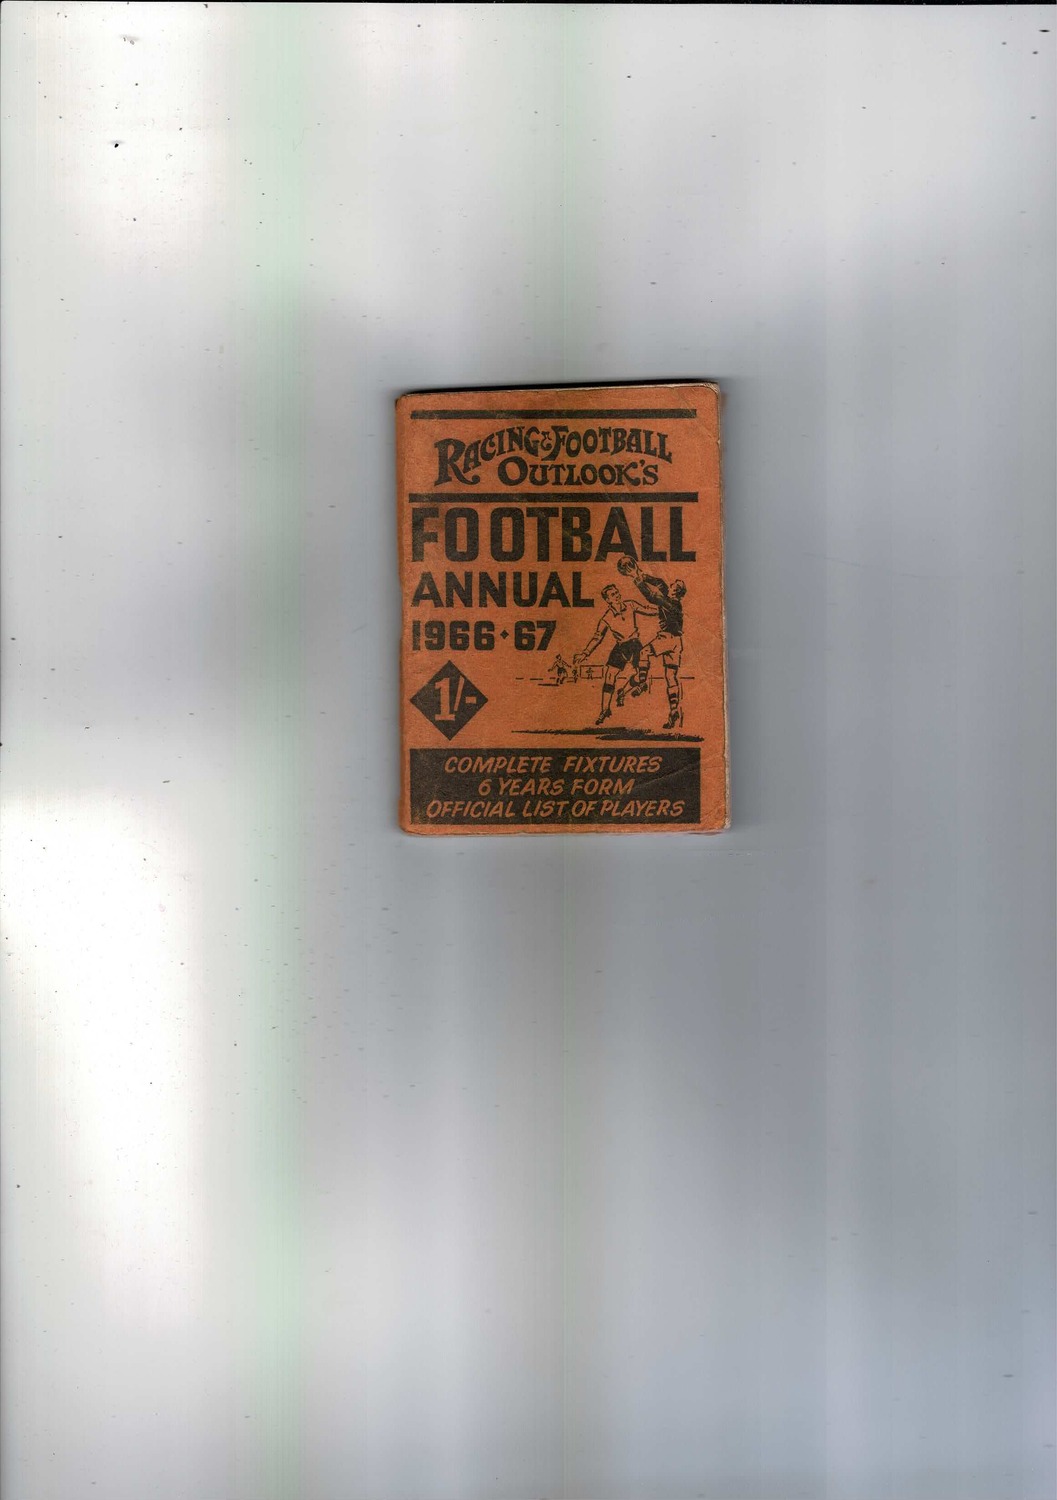 RACING & FOOTBALL
OUTLOOK'S
FOOTBALL
ANNUAL
1966·67
1/-
COMPLETE FIXTURES
6 YEARS FORM
OFFICIAL LIST OF PLAYERS